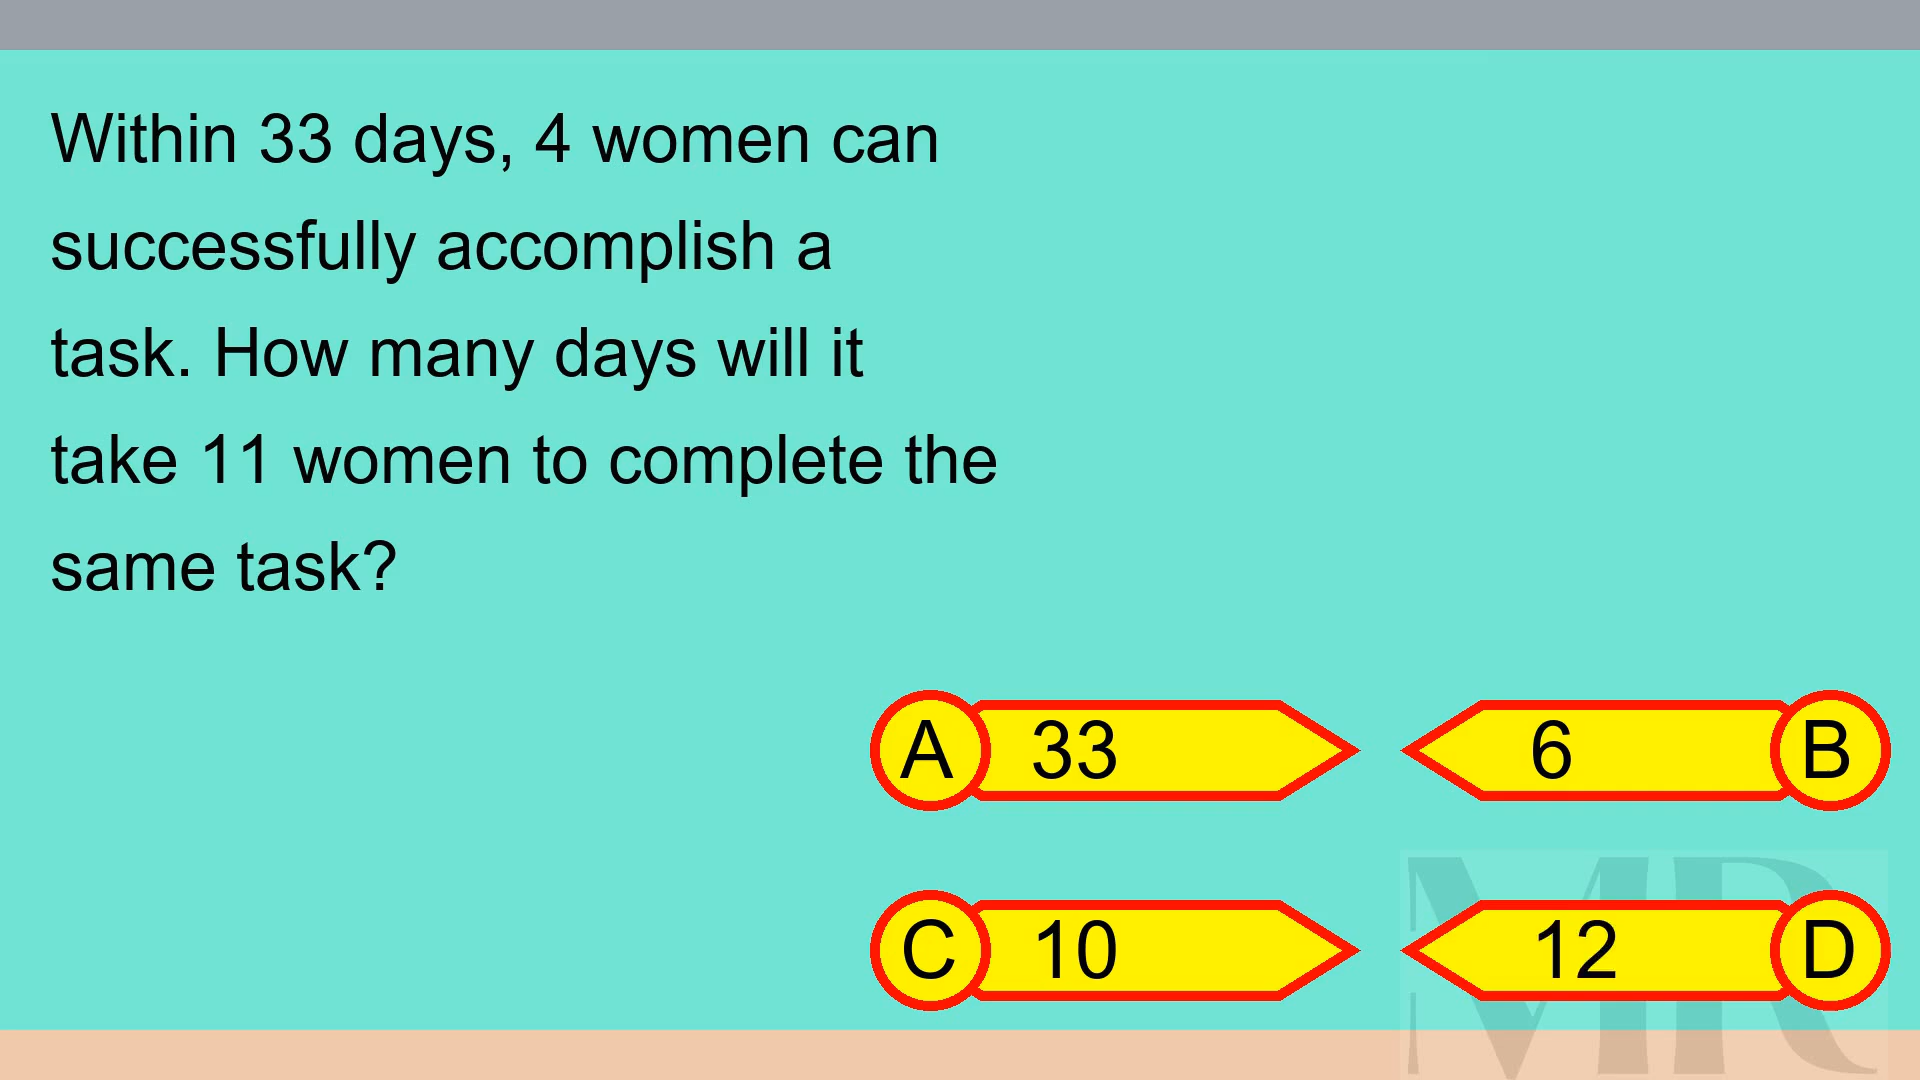 Within 33 days, 4 women can
successfully accomplish a
task. How many days will it
take 11 women to complete the
same task?
A 33
6 B
C 10
12 D
MR